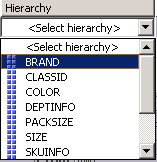 Hierarchy
<Select hierarchy>
<Select hierarchy>
BRAND
CLASSID
COLOR
DEPTINFO
PACKSIZE
SIZE
SKUINFO